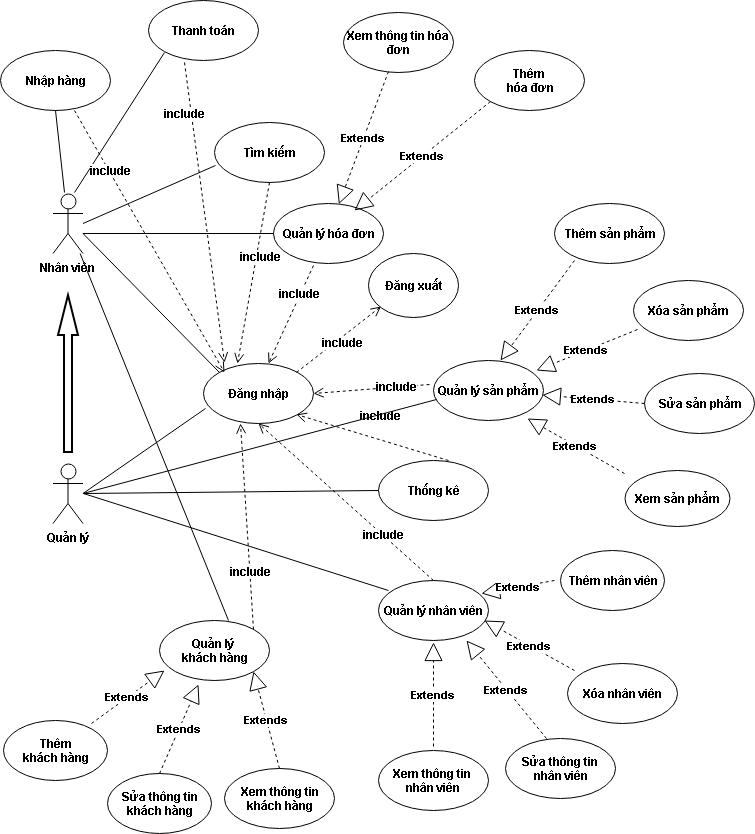 Xem thông tin hóa
đơn
Thanh toán
Nhập hàng
Thêm
hóa đơn
include
Extends
Extends
Tìm kiếm
include
Nhân viên
Quản lý hóa đơn
Thêm sản phẩm
include
include
Đăng xuất
Extends
Xóa sản phẩm
include
Extends
Đăng nhập
include
Quản lý sản phẩm
Extends
Sửa sản phẩm
include
Extends
Thống kê
Xem sản phẩm
Quản lý
include
include
Extends
Thêm nhân viên
Quản lý nhân viên
Quản lý
khách hàng
Extends
Extends
Extends
Extends
Xóa nhân viên
Extends
Extends
Thêm
khách hàng
Sửa thông tin
khách hàng
Xem thông tin
khách hàng
Xem thông tin
nhân viên
Sửa thông tin
nhân viên